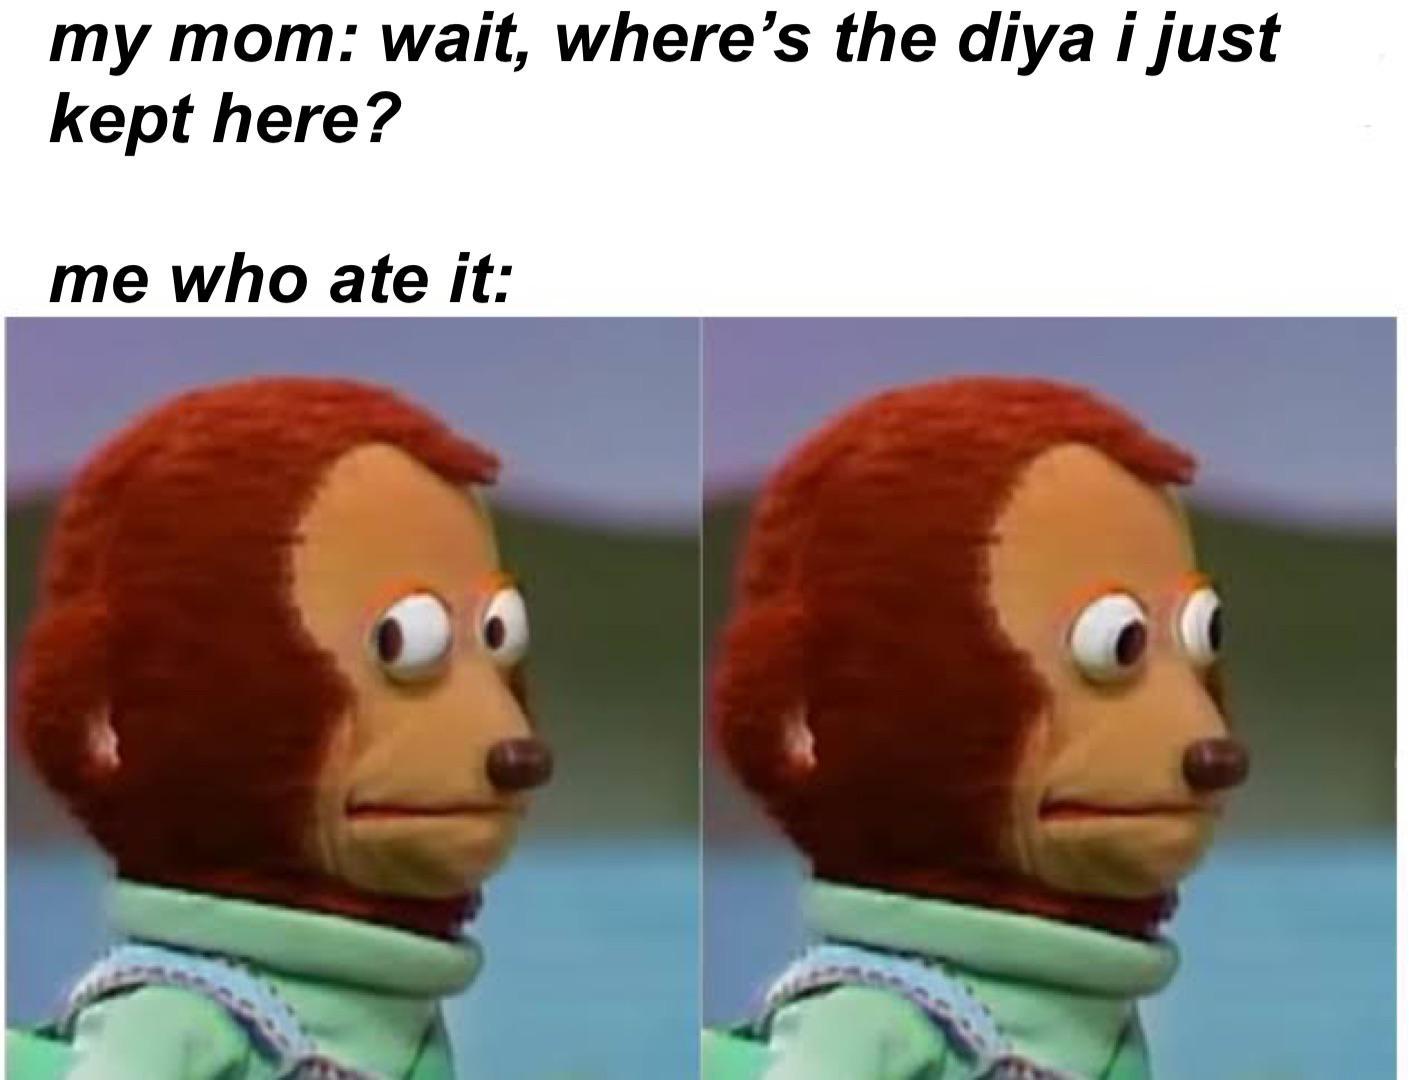 my mom: wait, where’s the diya i just
kept here?
me who ate it: